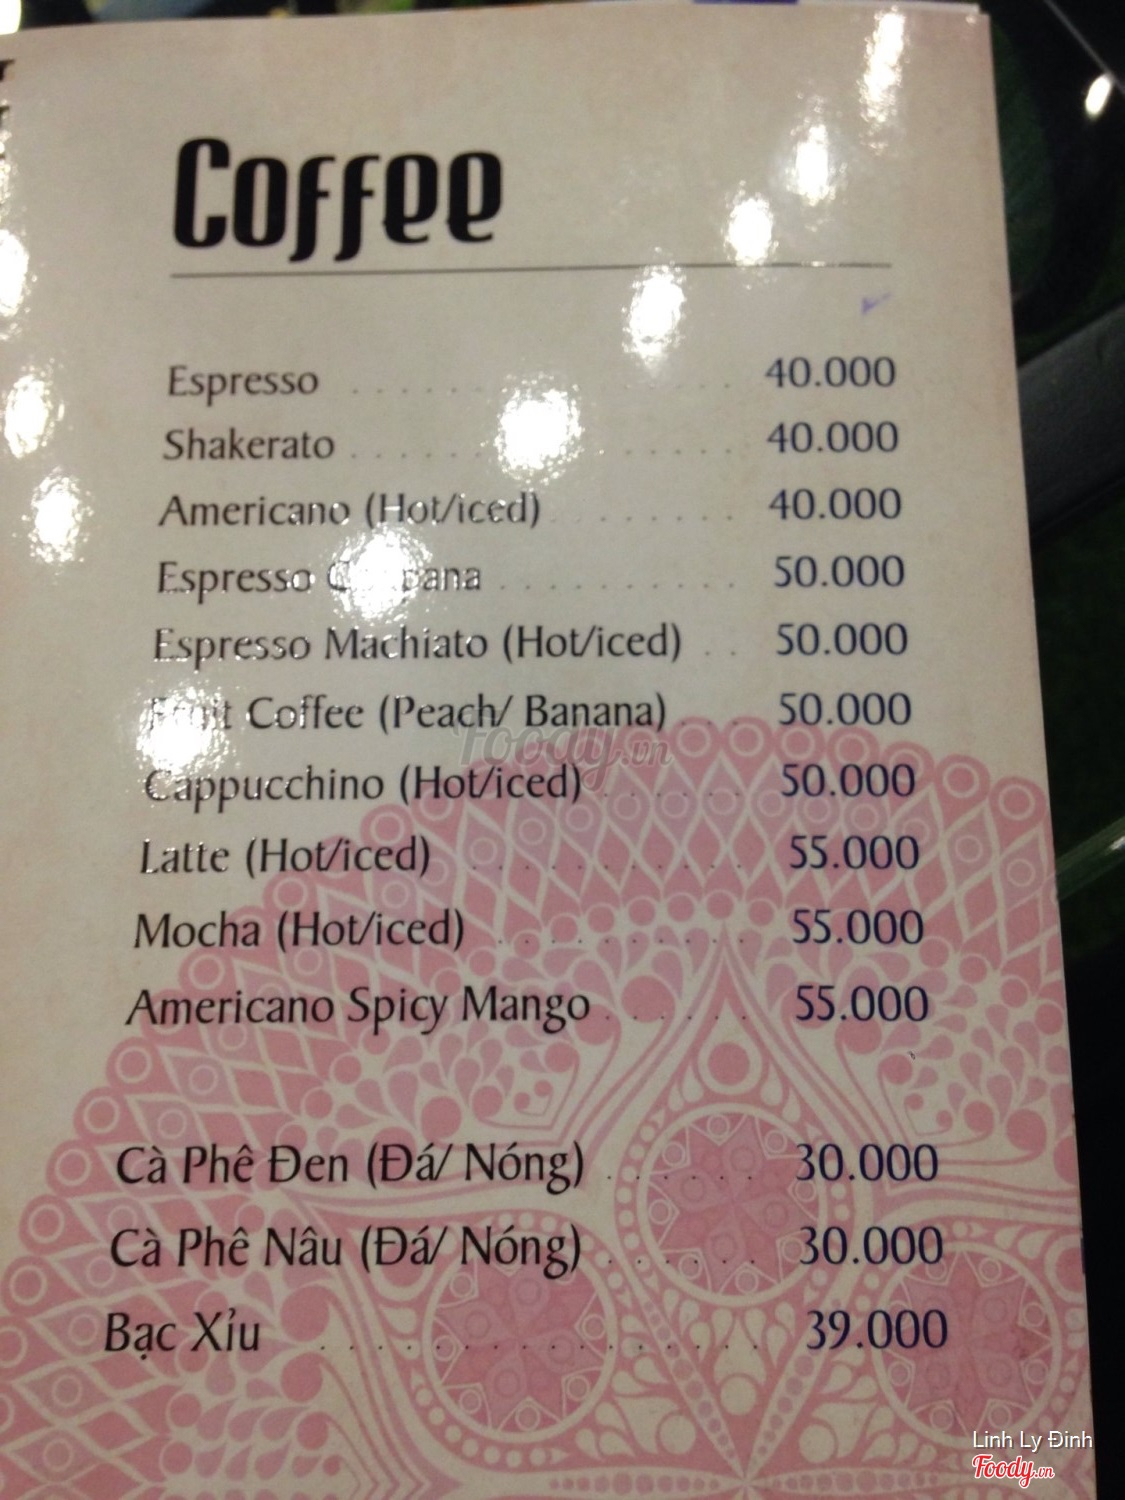 Coffee
Espresso . . . . . . . . . . 40.000
Shakerato . . . . . . . . . . 40.000
Americano (Hot/iced) . . . . . . . 40.000
Espresso . . . . . . . . . . 50.000
Espresso Machiato (Hot/iced) . . 50.000
Coffee (Peach/ Banana) . . . 50.000
Cappucchino (Hot/iced) . . . . . . 50.000
Latte (Hot/iced) . . . . . . . . . . 55.000
Mocha (Hot/iced) . . . . . . . . . 55.000
Americano Spicy Mango . . . . . . 55.000
Cà Phê Đen (Đá/ Nóng) . . . . . . 30.000
Cà Phê Nâu (Đá/ Nóng) . . . . . . 30.000
Bạc Xỉu . . . . . . . . . . . . . . . . 39.000
Foody.vn
Linh Ly Đinh
Foody.vn